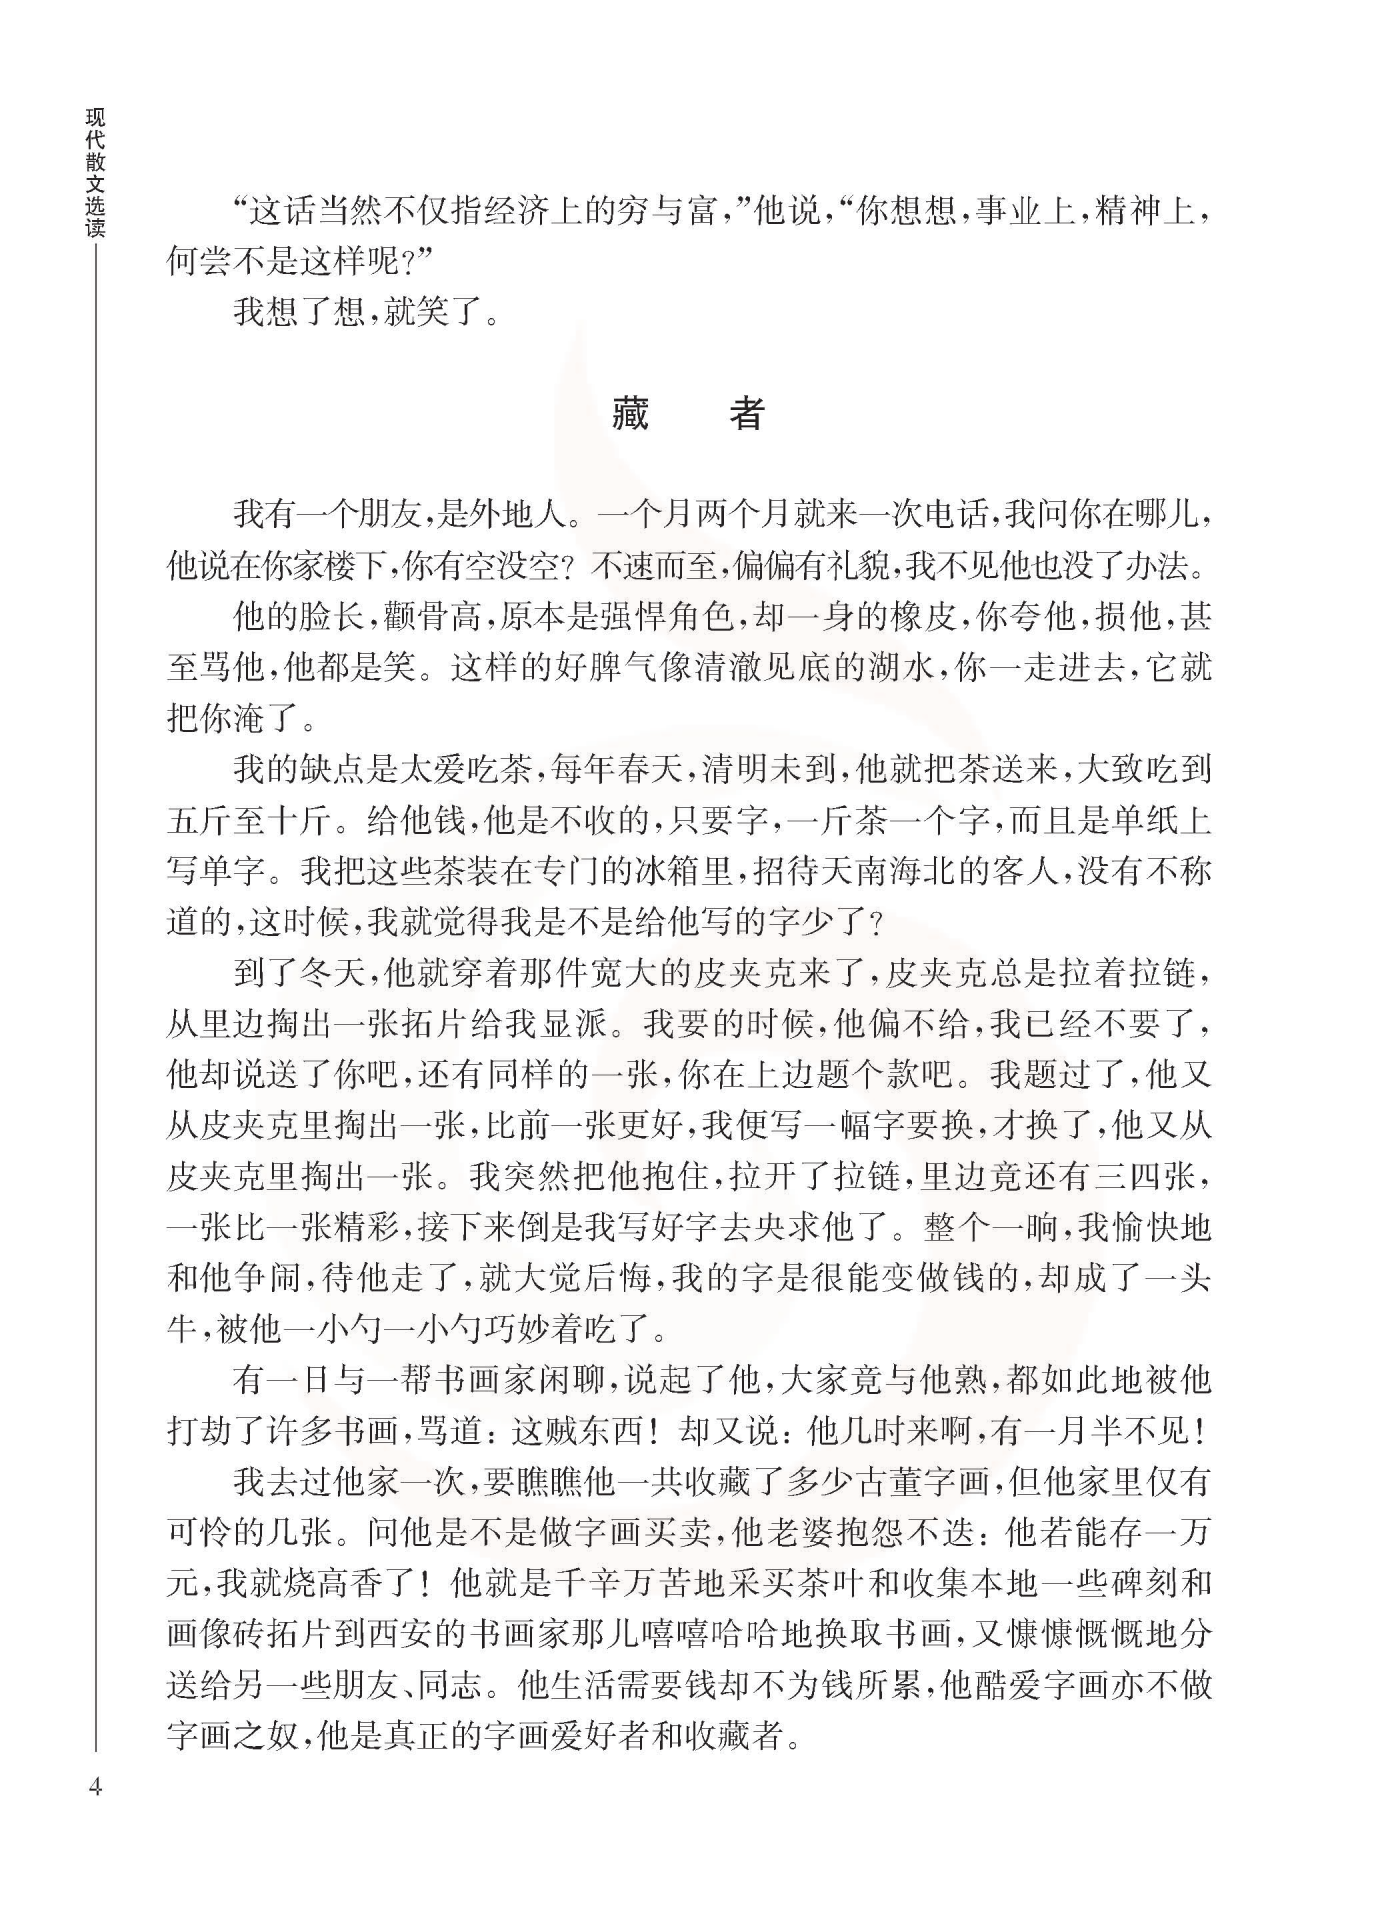 现代散文选读
“这话当然不仅指经济上的穷与富，”他说，“你想想，事业上，精神上，
何尝不是这样呢？”
我想了想，就笑了。
藏　者
我有一个朋友，是外地人。一个月两个月就来一次电话，我问你在哪儿，
他说在你家楼下，你有空没空？不速而至，偏偏有礼貌，我不见他也没了办法。
他的脸长，颧骨高，原本是强悍角色，却一身的橡皮，你夸他，损他，甚
至骂他，他都是笑。这样的好脾气像清澈见底的湖水，你一走进去，它就
把你淹了。
我的缺点是太爱吃茶，每年春天，清明未到，他就把茶送来，大致吃到
五斤至十斤。给他钱，他是不收的，只要字，一斤茶一个字，而且是单纸上
写单字。我把这些茶装在专门的冰箱里，招待天南海北的客人，没有不称
道的，这时候，我就觉得我是不是给他写的字少了？
到了冬天，他就穿着那件宽大的皮夹克来了，皮夹克总是拉着拉链，
从里边掏出一张拓片给我显派。我要的时候，他偏不给，我已经不要了，
他却说送了你吧，还有同样的一张，你在上边题个款吧。我题过了，他又
从皮夹克里掏出一张，比前一张更好，我便写一幅字要换，才换了，他又从
皮夹克里掏出一张。我突然把他抱住，拉开了拉链，里边竟还有三四张，
一张比一张精彩，接下来倒是我写好字去央求他了。整个一晌，我愉快地
和他争闹，待他走了，就大觉后悔，我的字是很能变做钱的，却成了一头
牛，被他一小勺一小勺巧妙着吃了。
有一日与一帮书画家闲聊，说起了他，大家竟与他熟，都如此地被他
打劫了许多书画，骂道：这贼东西！却又说：他几时来啊，有一月半不见！
我去过他家一次，要瞧瞧他一共收藏了多少古董字画，但他家里仅有
可怜的几张。问他是不是做字画买卖，他老婆抱怨不迭：他若能存一万
元，我就烧高香了！他就是千辛万苦地采买茶叶和收集本地一些碑刻和
画像砖拓片到西安的书画家那儿嘻嘻哈哈地换取书画，又慷慷慨慨地分
送给另一些朋友、同志。他生活需要钱却不为钱所累，他酷爱字画亦不做
字画之奴，他是真正的字画爱好者和收藏者。
4